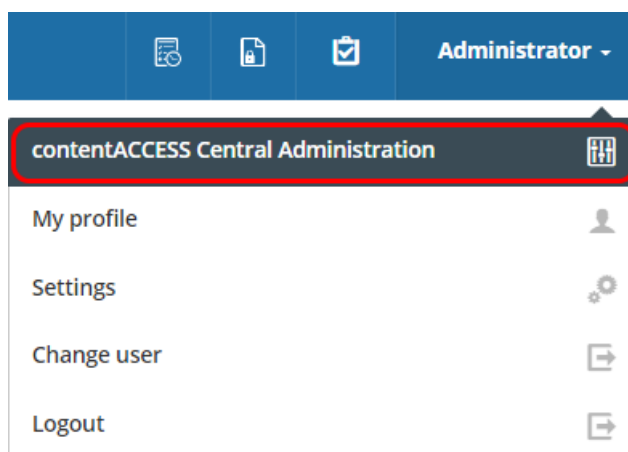 Administrator
contentACCESS Central Administration
My profile
Settings
Change user
Logout